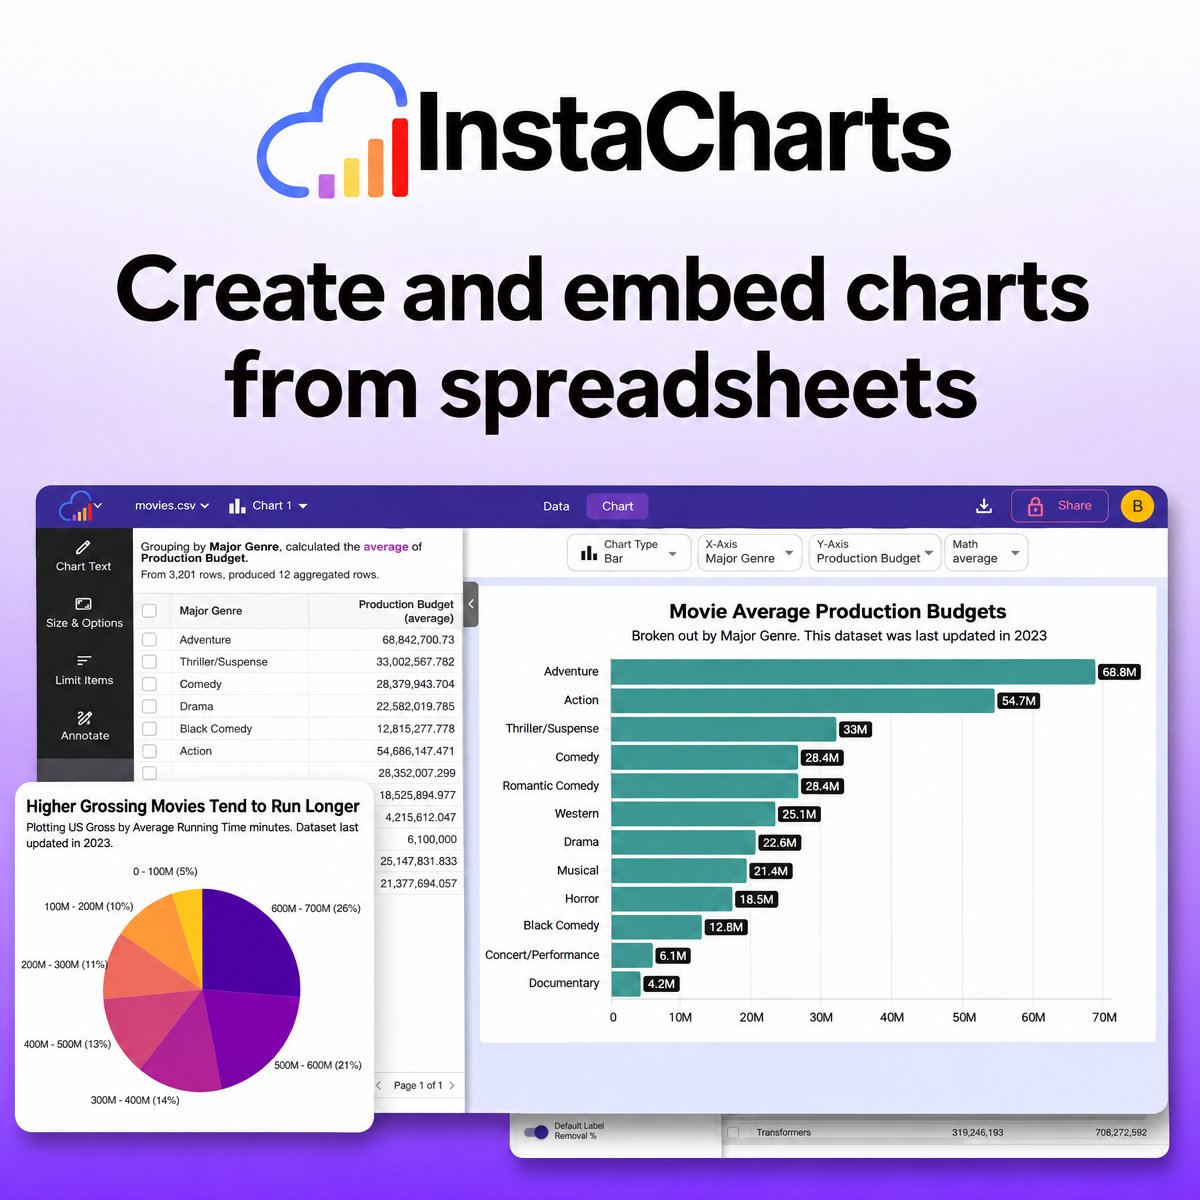 InstaCharts
Create and embed charts
from spreadsheets
movies.csv
Chart 1
Data
Chart
Share
B
Chart Text
Size & Options
Limit Items
Annotate
Grouping by Major Genre, calculated the average of
Production Budget.
From 3,201 rows, produced 12 aggregated rows.
Major Genre
Production Budget
(average)
Adventure 68,842,700.73
Thriller/Suspense 33,002,567.782
Comedy 28,379,943.704
Drama 22,582,019.785
Black Comedy 12,815,277.778
Action 54,686,147.471
28,352,007.299
18,525,894.977
4,215,612.047
6,100,000
25,147,831.833
21,377,694.057
Page 1 of 1
Chart Type
Bar
X-Axis
Major Genre
Y-Axis
Production Budget
Math
average
Movie Average Production Budgets
Broken out by Major Genre. This dataset was last updated in 2023
Adventure 68.8M
Action 54.7M
Thriller/Suspense 33M
Comedy 28.4M
Romantic Comedy 28.4M
Western 25.1M
Drama 22.6M
Musical 21.4M
Horror 18.5M
Black Comedy 12.8M
Concert/Performance 6.1M
Documentary 4.2M
0 10M 20M 30M 40M 50M 60M 70M
Higher Grossing Movies Tend to Run Longer
Plotting US Gross by Average Running Time minutes. Dataset last
updated in 2023.
0 - 100M (5%)
100M - 200M (10%)
600M - 700M (26%)
200M - 300M (11%)
400M - 500M (13%)
500M - 600M (21%)
300M - 400M (14%)
Default Label
Removal %
Transformers 319,246,193 708,272,592